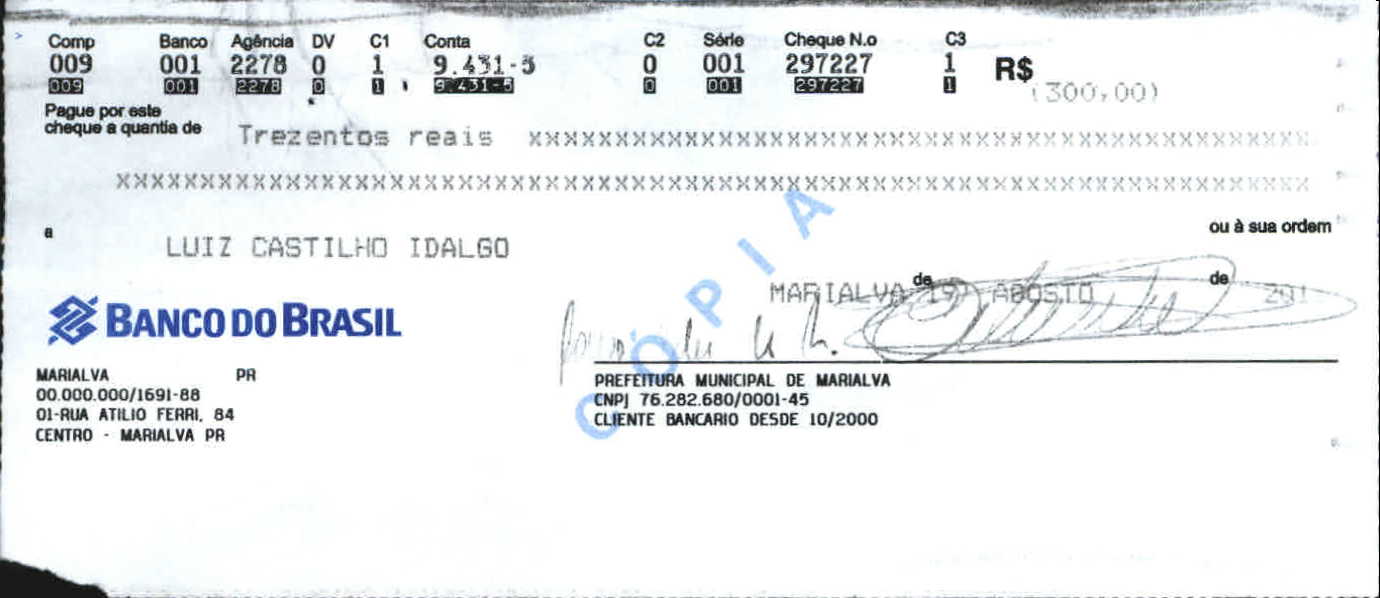 Comp Banco Agência DV C1 Conta C2 Série Cheque N.o C3
009 001 2278 0 1 9.431-5 0 001 297227 1 R$
009 001 2278 0 1 9.431-5 0 001 297227 1
(300,00)
Pague por este
cheque a quantia de Trezentos reais xxxxxxxxxxxxxxxxxxxxxxxxxxxxxxxxxxxxxxxxxxxxx
xxxxxxxxxxxxxxxxxxxxxxxxxxxxxxxxxxxxxxxxxxxxxxxxxxxxxxxxxxxxxxxxxxxxx
a LUIZ CASTILHO IDALGO ou à sua ordem
MARIALVA 19 de AGOSTO de 201
BANCO DO BRASIL
CÓPIA
MARIALVA PR
00.000.000/1691-88
01-RUA ATILIO FERRI, 84
CENTRO - MARIALVA PR
PREFEITURA MUNICIPAL DE MARIALVA
CNPJ 76.282.680/0001-45
CLIENTE BANCARIO DESDE 10/2000